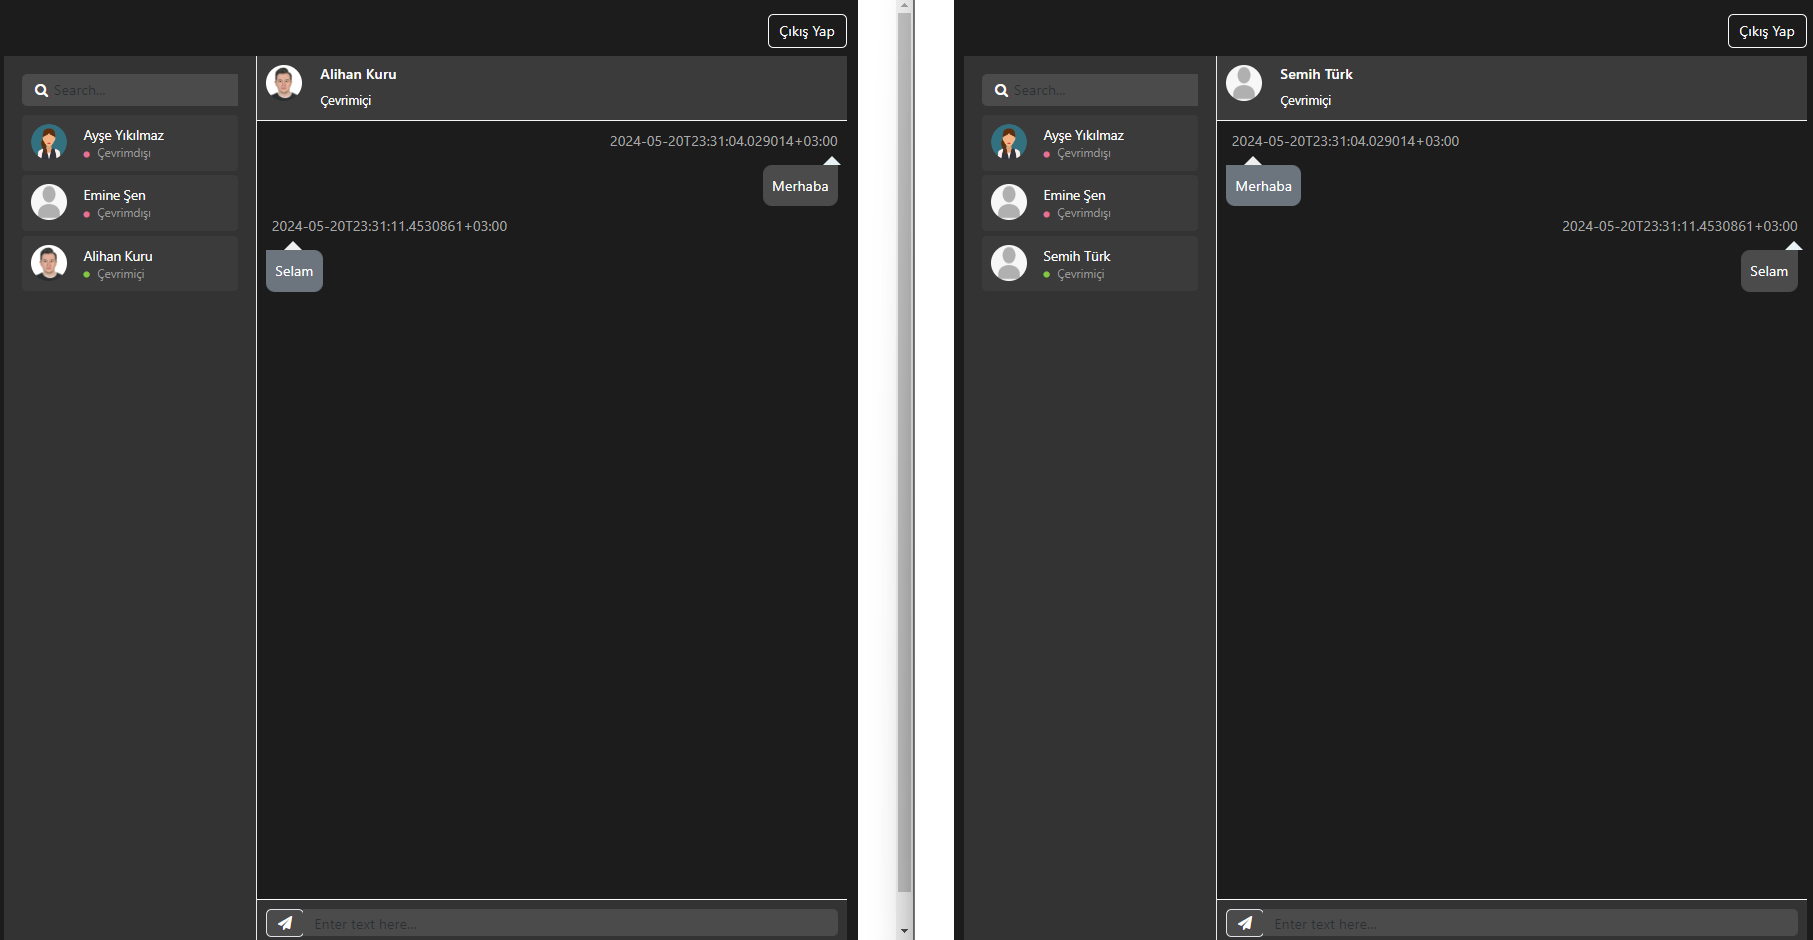 Çıkış Yap
Search...
Ayşe Yıkılmaz
Çevrimdışı
Emine Şen
Çevrimdışı
Alihan Kuru
Çevrimiçi
Alihan Kuru
Çevrimiçi
2024-05-20T23:31:04.029014+03:00
Merhaba
2024-05-20T23:31:11.4530861+03:00
Selam
Enter text here...
Çıkış Yap
Search...
Ayşe Yıkılmaz
Çevrimdışı
Emine Şen
Çevrimdışı
Semih Türk
Çevrimiçi
Semih Türk
Çevrimiçi
2024-05-20T23:31:04.029014+03:00
Merhaba
2024-05-20T23:31:11.4530861+03:00
Selam
Enter text here...